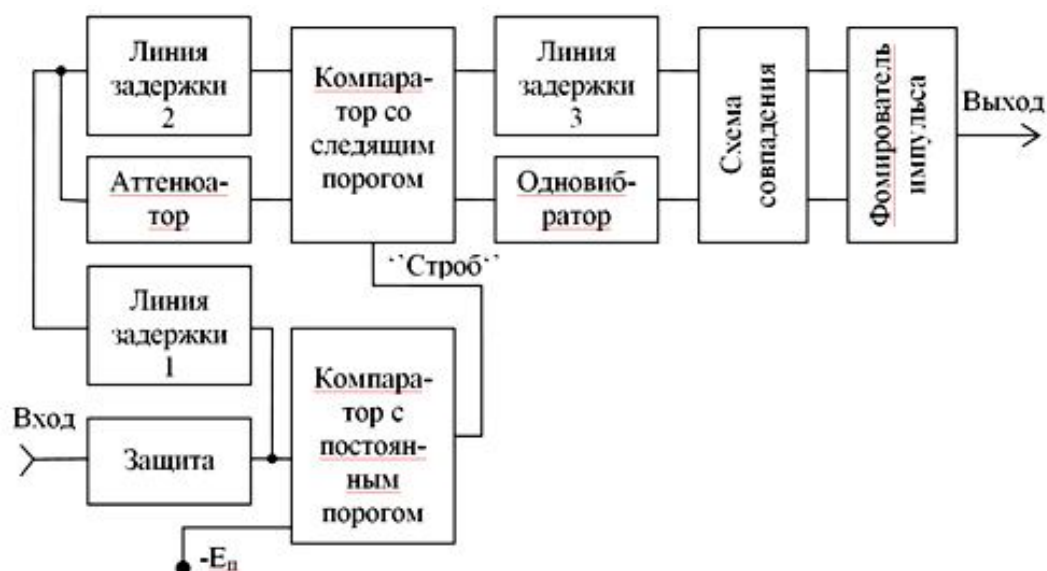 Линия
задержки
2
Компара-
тор со
следящим
порогом
Линия
задержки
3
Схема
совпадения
Фомирователь
импульса
Выход
Аттенюа-
тор
Одновиб-
ратор
``Строб``
Линия
задержки
1
Компара-
тор с
постоян-
ным
порогом
Вход
Защита
-Еп